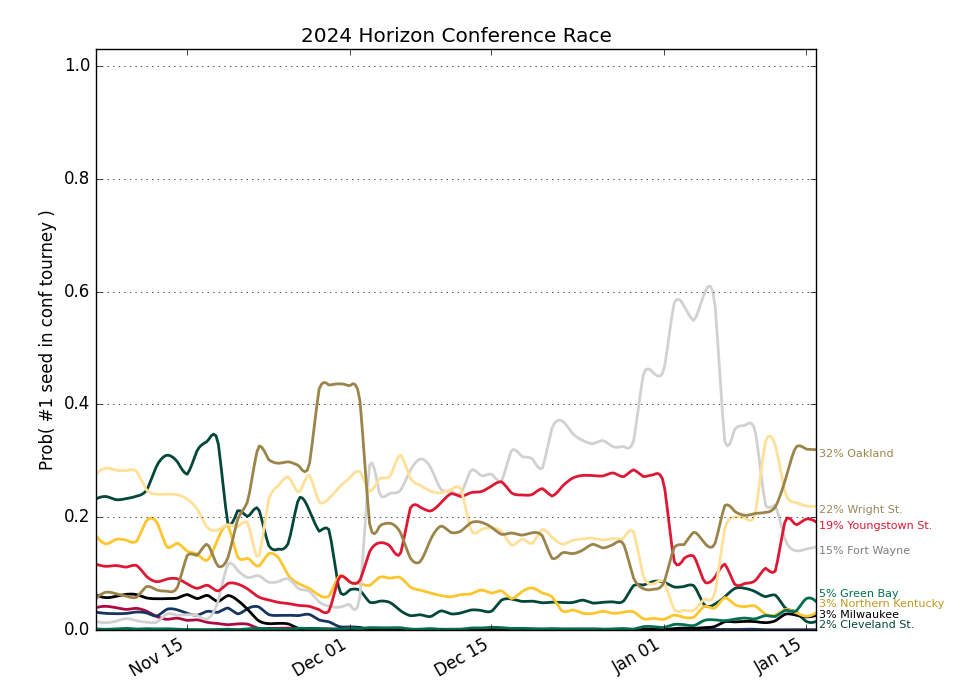 2024 Horizon Conference Race
Prob( #1 seed in conf tourney )
1.0
0.8
0.6
0.4
0.2
0.0
Nov 15
Dec 01
Dec 15
Jan 01
Jan 15
32% Oakland
22% Wright St.
19% Youngstown St.
15% Fort Wayne
5% Green Bay
3% Northern Kentucky
3% Milwaukee
2% Cleveland St.